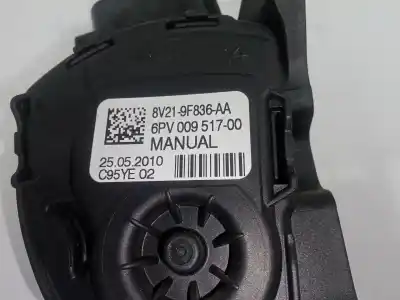 8V21-9F836-AA
6PV 009 517-00
MANUAL
25.05.2010
C95YE 02